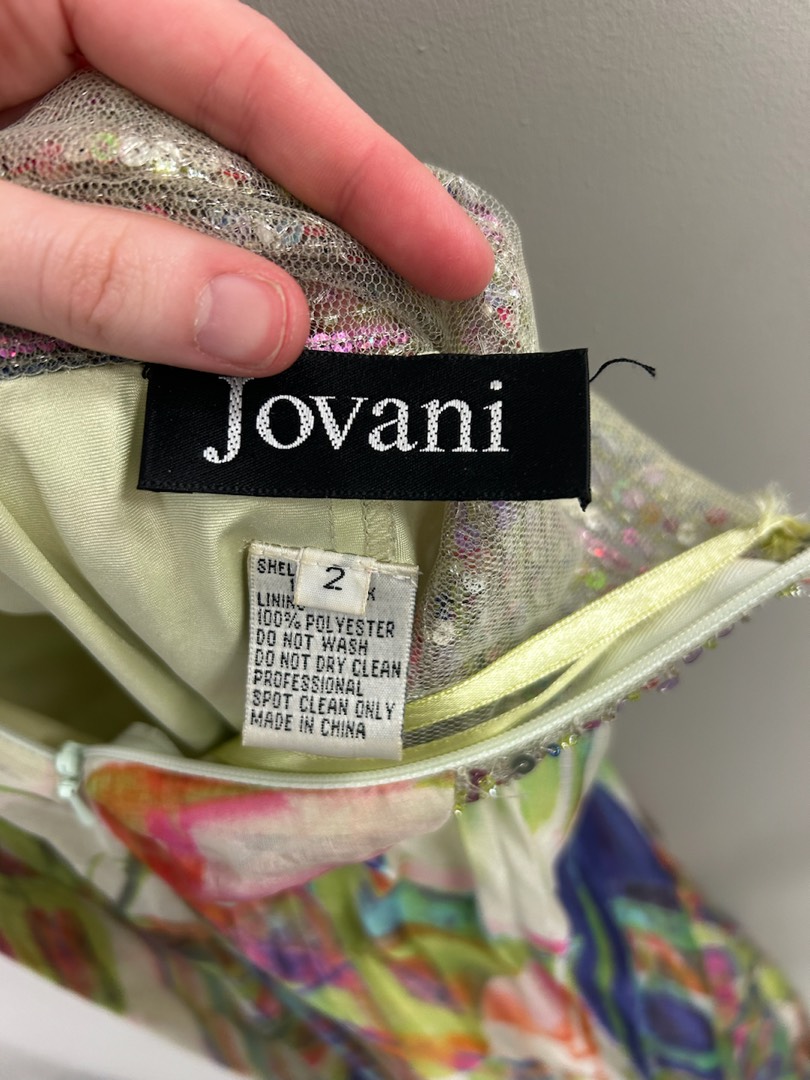 Jovani
2
SHEL
LINING
100% POLYESTER
DO NOT WASH
DO NOT DRY CLEAN
PROFESSIONAL
SPOT CLEAN ONLY
MADE IN CHINA